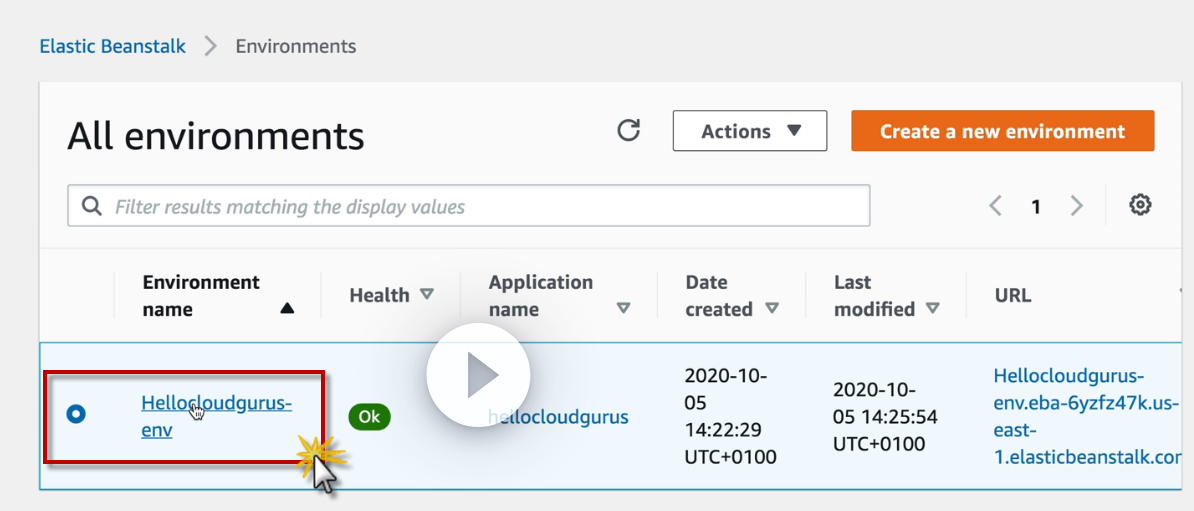 Elastic Beanstalk > Environments
All environments
Actions
Create a new environment
Filter results matching the display values
1
Environment name
Health
Application name
Date created
Last modified
URL
Hellocloudgurus-
env
Ok
hellocloudgurus
2020-10-
05
14:22:29
UTC+0100
2020-10-
05 14:25:54
UTC+0100
Hellocloudgurus-
env.eba-6yzfz47k.us-
east-
1.elasticbeanstalk.com